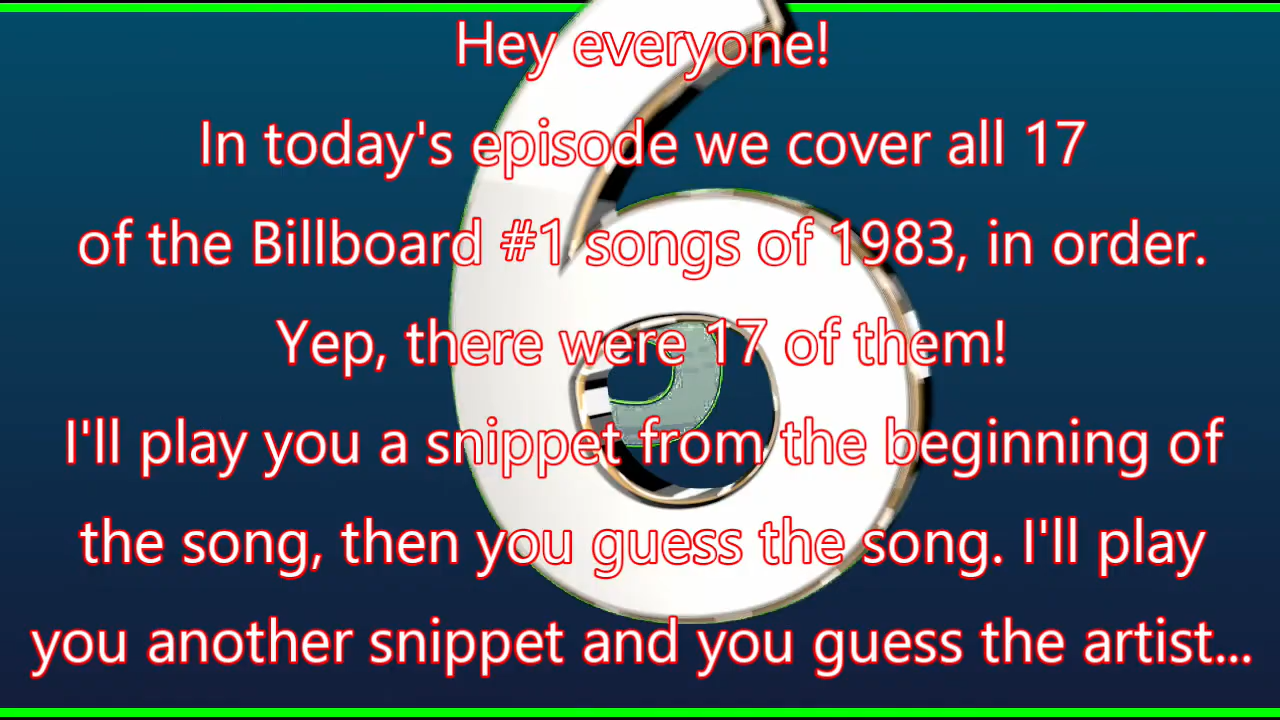 Hey everyone!
In today's episode we cover all 17
of the Billboard #1 songs of 1983, in order.
Yep, there were 17 of them!
I'll play you a snippet from the beginning of
the song, then you guess the song. I'll play
you another snippet and you guess the artist...
6